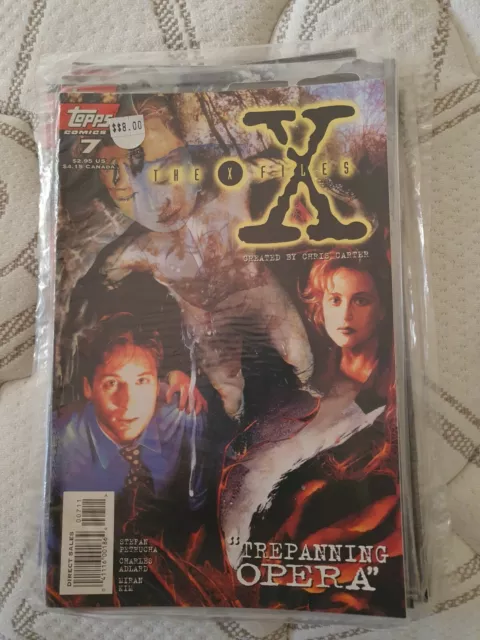 Topps
COMICS
7
$2.95 US
$4.15 CANADA
$$8.00
THE X FILES
X
CREATED BY CHRIS CARTER
00711
DIRECT SALES
STEFAN
PETRUCHA
CHARLES
ADLARD
MIRAN
KIM
"TREPANNING
OPERA"